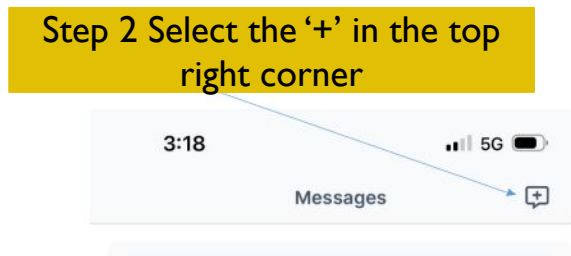 Step 2 Select the ‘+’ in the top
right corner
3:18 5G
Messages